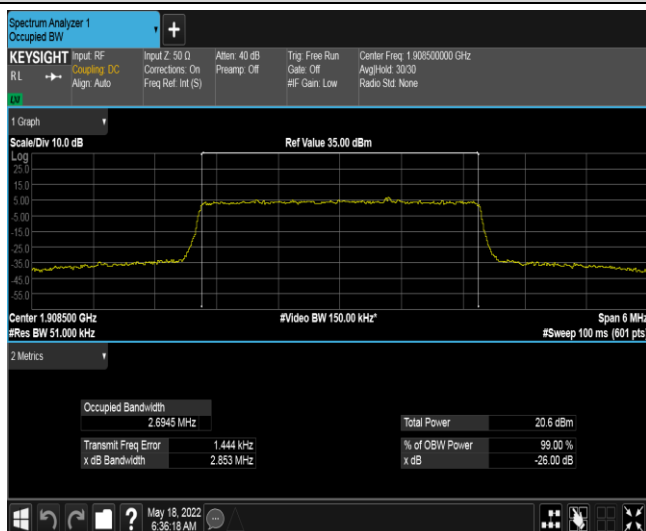 Spectrum Analyzer 1
Occupied BW
KEYSIGHT
R L
LNI
Input: RF
Coupling: DC
Align: Auto
Input Z: 50 Ω
Corrections: On
Freq Ref: Int (S)
Atten: 40 dB
Preamp: Off
Trig: Free Run
Gate: Off
#IF Gain: Low
Center Freq: 1.908500000 GHz
Avg|Hold: 30/30
Radio Std: None
1 Graph
Scale/Div 10.0 dB
Ref Value 35.00 dBm
Log
25.0
15.0
5.00
-5.00
-15.0
-25.0
-35.0
-45.0
-55.0
Center 1.908500 GHz
#Video BW 150.00 kHz*
Span 6 MHz
#Res BW 51.000 kHz
#Sweep 100 ms (601 pts)
2 Metrics
Occupied Bandwidth
2.6945 MHz
Total Power 20.6 dBm
Transmit Freq Error 1.444 kHz
% of OBW Power 99.00 %
x dB Bandwidth 2.853 MHz
x dB -26.00 dB
?
May 18, 2022
6:36:18 AM